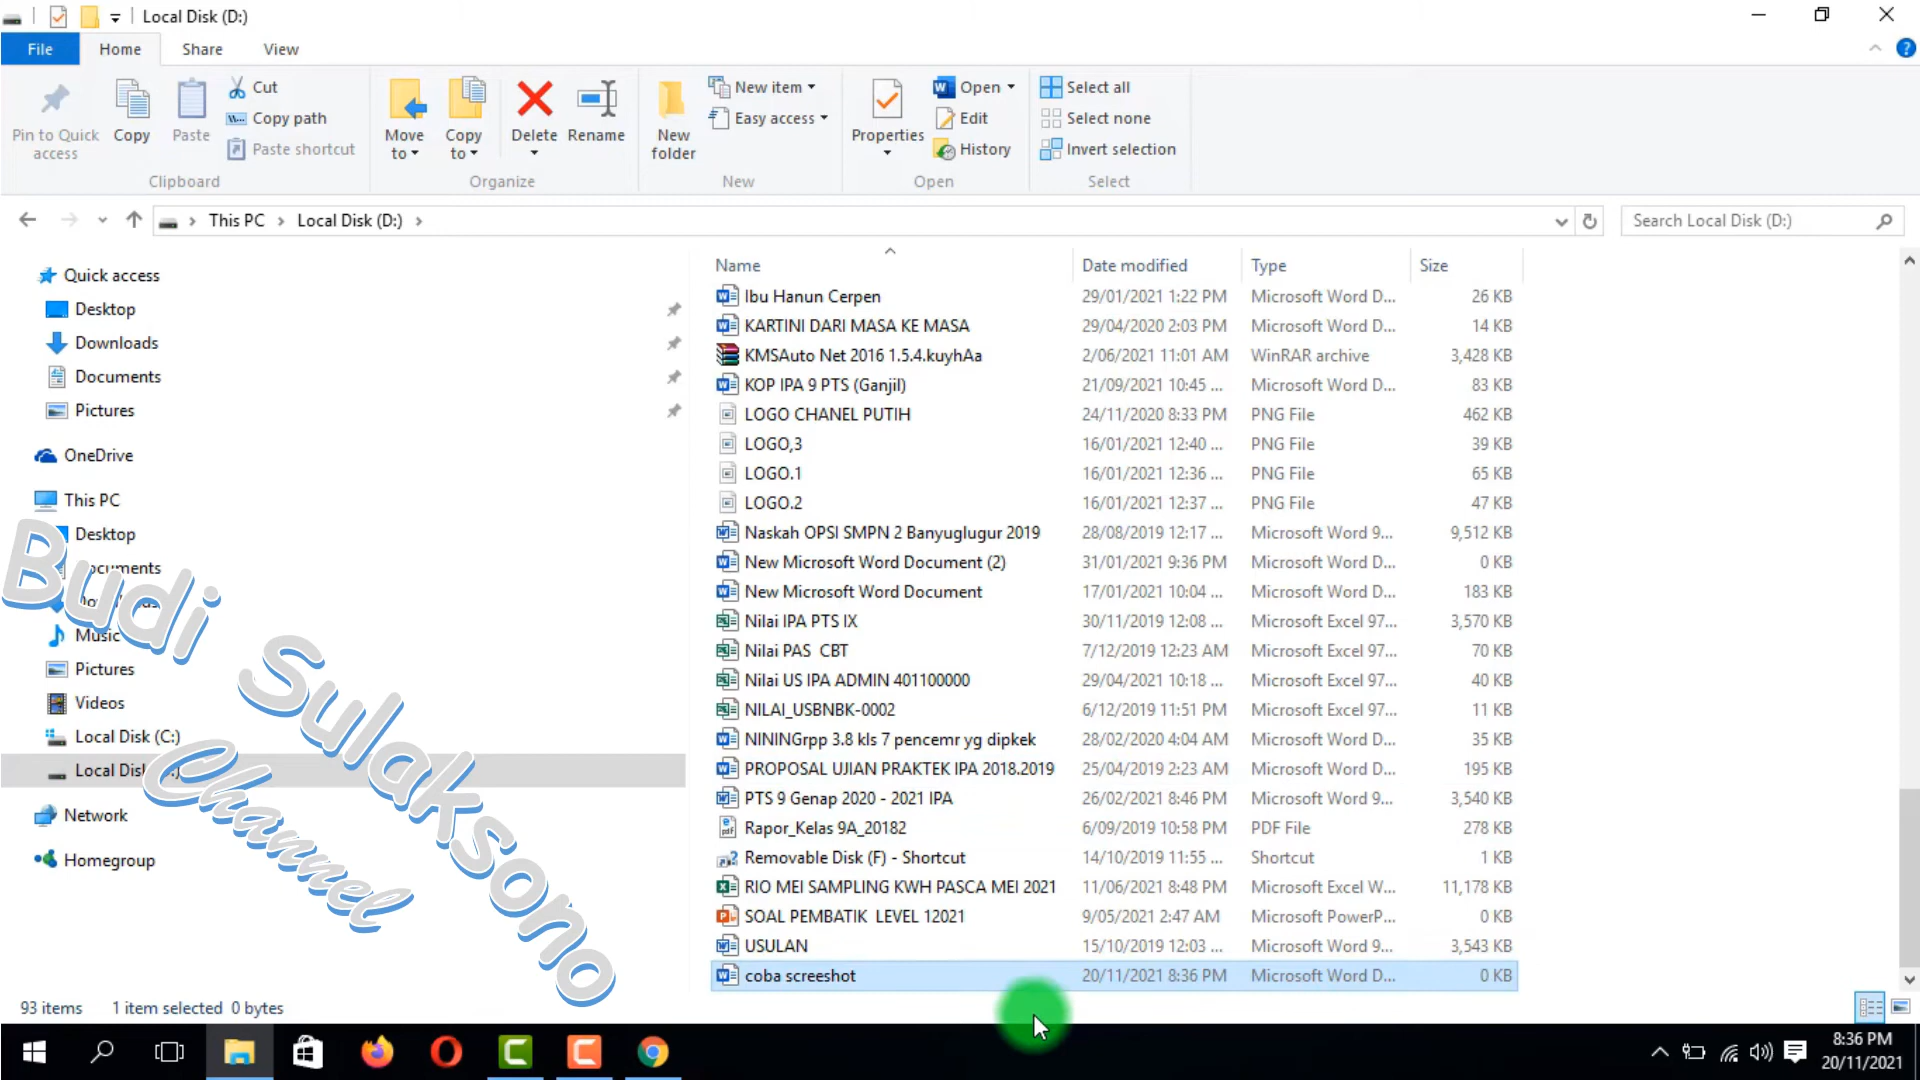 Local Disk (D:)
File Home Share View
Pin to Quick access
Copy
Paste
Cut
Copy path
Paste shortcut
Clipboard
Move to
Copy to
Delete
Rename
Organize
New folder
New item
Easy access
New
Properties
Open
Edit
History
Open
Select all
Select none
Invert selection
Select
This PC Local Disk (D:)
Search Local Disk (D:)
Quick access
Desktop
Downloads
Documents
Pictures
OneDrive
This PC
Desktop
Music
Pictures
Videos
Local Disk (C:)
Network
Homegroup
Budi Sulaksono
Channel
Name Date modified Type Size
Ibu Hanun Cerpen 29/01/2021 1:22 PM Microsoft Word D... 26 KB
KARTINI DARI MASA KE MASA 29/04/2020 2:03 PM Microsoft Word D... 14 KB
KMSAuto Net 2016 1.5.4.kuyhAa 2/06/2021 11:01 AM WinRAR archive 3,428 KB
KOP IPA 9 PTS (Ganjil) 21/09/2021 10:45 ... Microsoft Word D... 83 KB
LOGO CHANEL PUTIH 24/11/2020 8:33 PM PNG File 462 KB
LOGO,3 16/01/2021 12:40 ... PNG File 39 KB
LOGO.1 16/01/2021 12:36 ... PNG File 65 KB
LOGO.2 16/01/2021 12:37 ... PNG File 47 KB
Naskah OPSI SMPN 2 Banyuglugur 2019 28/08/2019 12:17 ... Microsoft Word 9... 9,512 KB
New Microsoft Word Document (2) 31/01/2021 9:36 PM Microsoft Word D... 0 KB
New Microsoft Word Document 17/01/2021 10:04 ... Microsoft Word D... 183 KB
Nilai IPA PTS IX 30/11/2019 12:08 ... Microsoft Excel 97... 3,570 KB
Nilai PAS CBT 7/12/2019 12:23 AM Microsoft Excel 97... 70 KB
Nilai US IPA ADMIN 401100000 29/04/2021 10:18 ... Microsoft Excel 97... 40 KB
NILAI_USBNBK-0002 6/12/2019 11:51 PM Microsoft Excel 97... 11 KB
NININGrpp 3.8 kls 7 pencemr yg dipkek 28/02/2020 4:04 AM Microsoft Word D... 35 KB
PROPOSAL UJIAN PRAKTEK IPA 2018.2019 25/04/2019 2:23 AM Microsoft Word D... 195 KB
PTS 9 Genap 2020 - 2021 IPA 26/02/2021 8:46 PM Microsoft Word 9... 3,540 KB
Rapor_Kelas 9A_20182 6/09/2019 10:58 PM PDF File 278 KB
Removable Disk (F) - Shortcut 14/10/2019 11:55 ... Shortcut 1 KB
RIO MEI SAMPLING KWH PASCA MEI 2021 11/06/2021 8:48 PM Microsoft Excel W... 11,178 KB
SOAL PEMBATIK LEVEL 12021 9/05/2021 2:47 AM Microsoft PowerP... 0 KB
USULAN 15/10/2019 12:03 ... Microsoft Word 9... 3,543 KB
coba screeshot 20/11/2021 8:36 PM Microsoft Word D... 0 KB
93 items 1 item selected 0 bytes
8:36 PM
20/11/2021